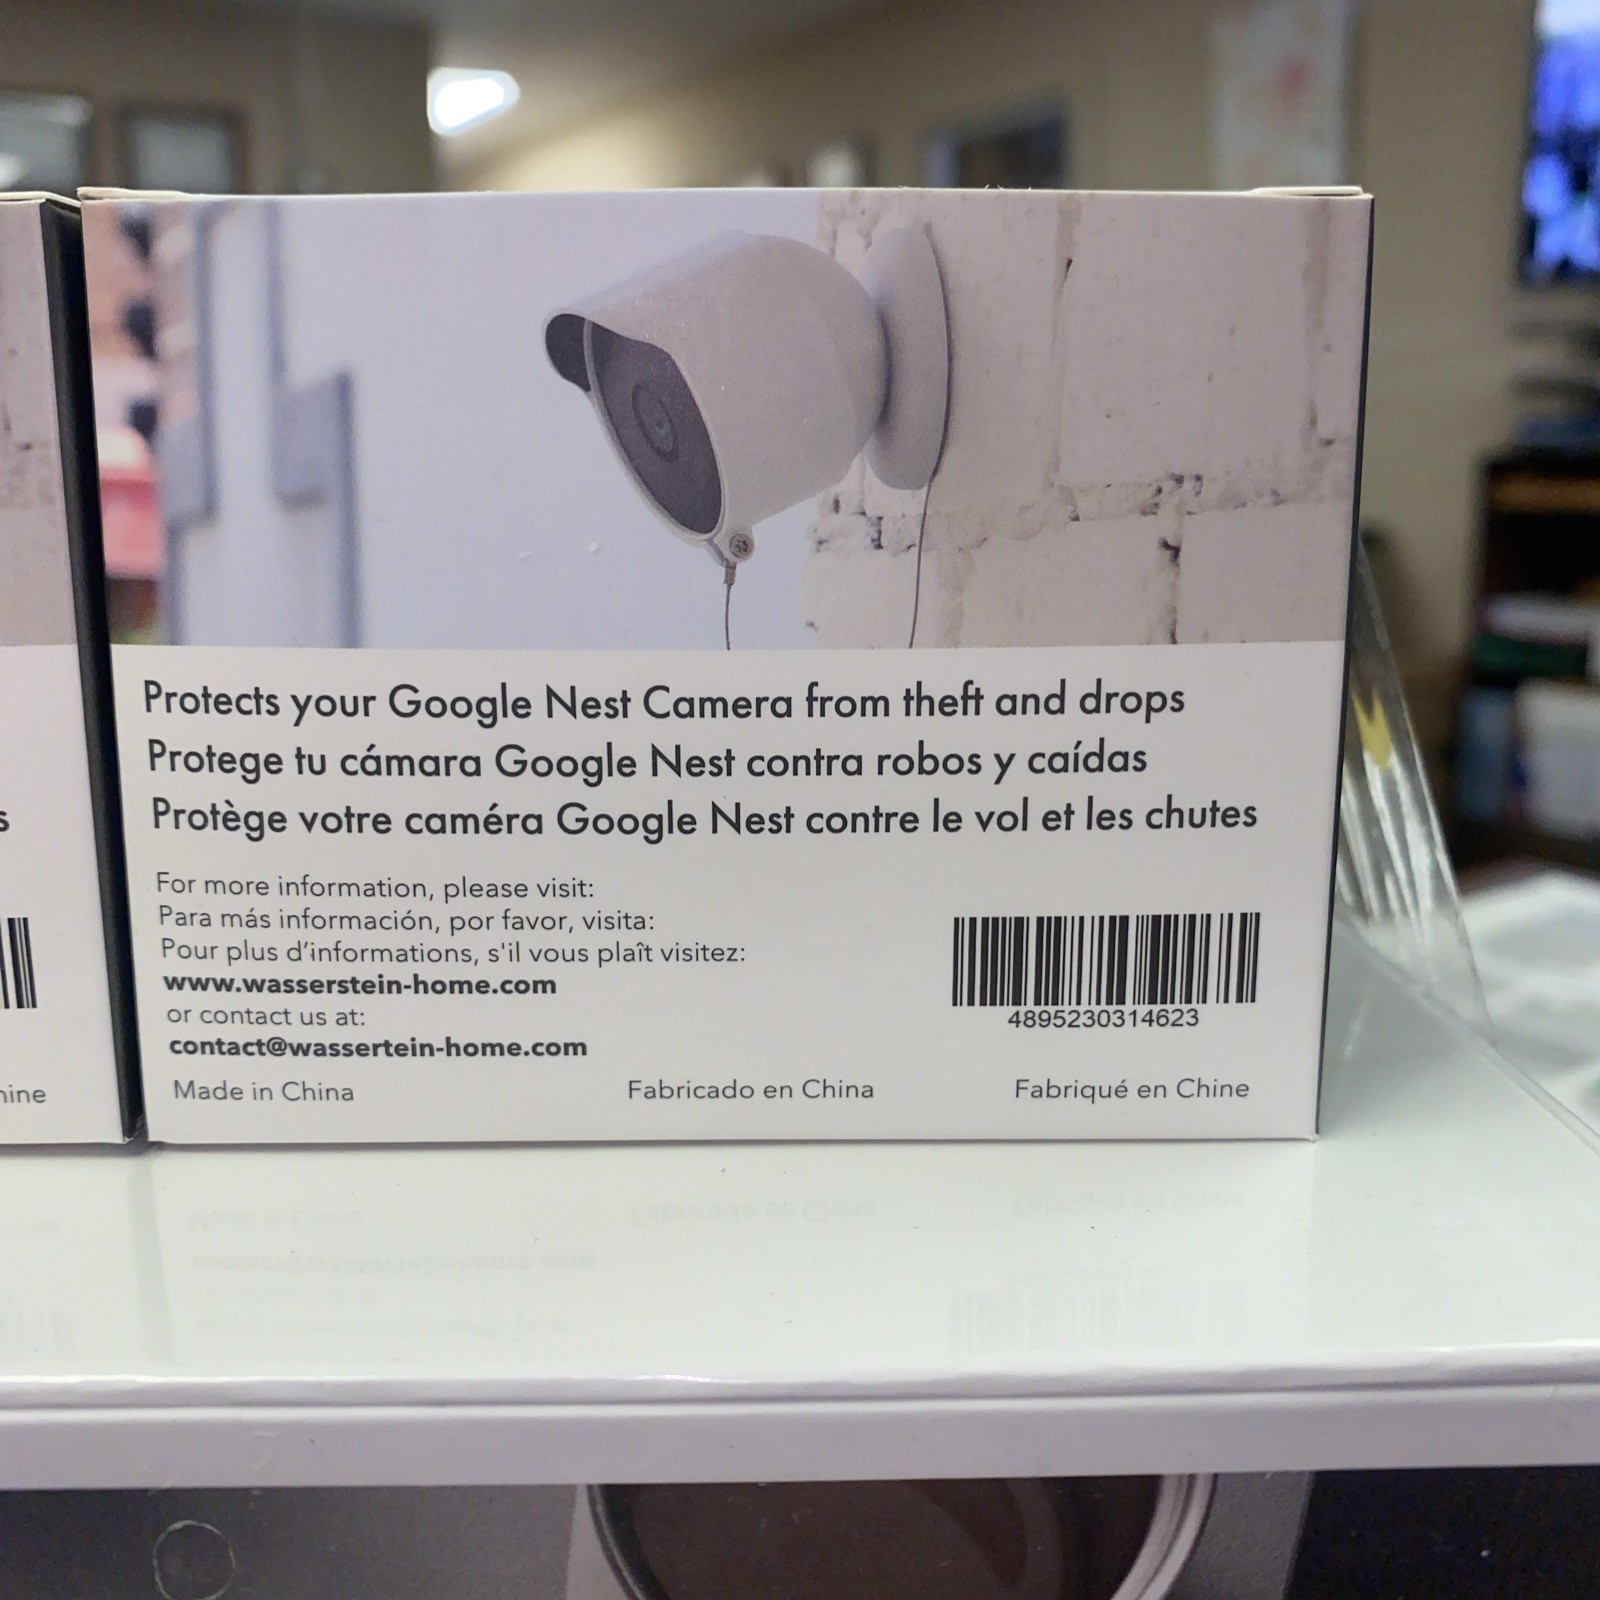 Protects your Google Nest Camera from theft and drops
Protege tu cámara Google Nest contra robos y caídas
Protège votre caméra Google Nest contre le vol et les chutes
For more information, please visit:
Para más información, por favor, visita:
Pour plus d'informations, s'il vous plaît visitez:
www.wasserstein-home.com
or contact us at:
contact@wassertein-home.com
4895230314623
Made in China Fabricado en China Fabriqué en Chine